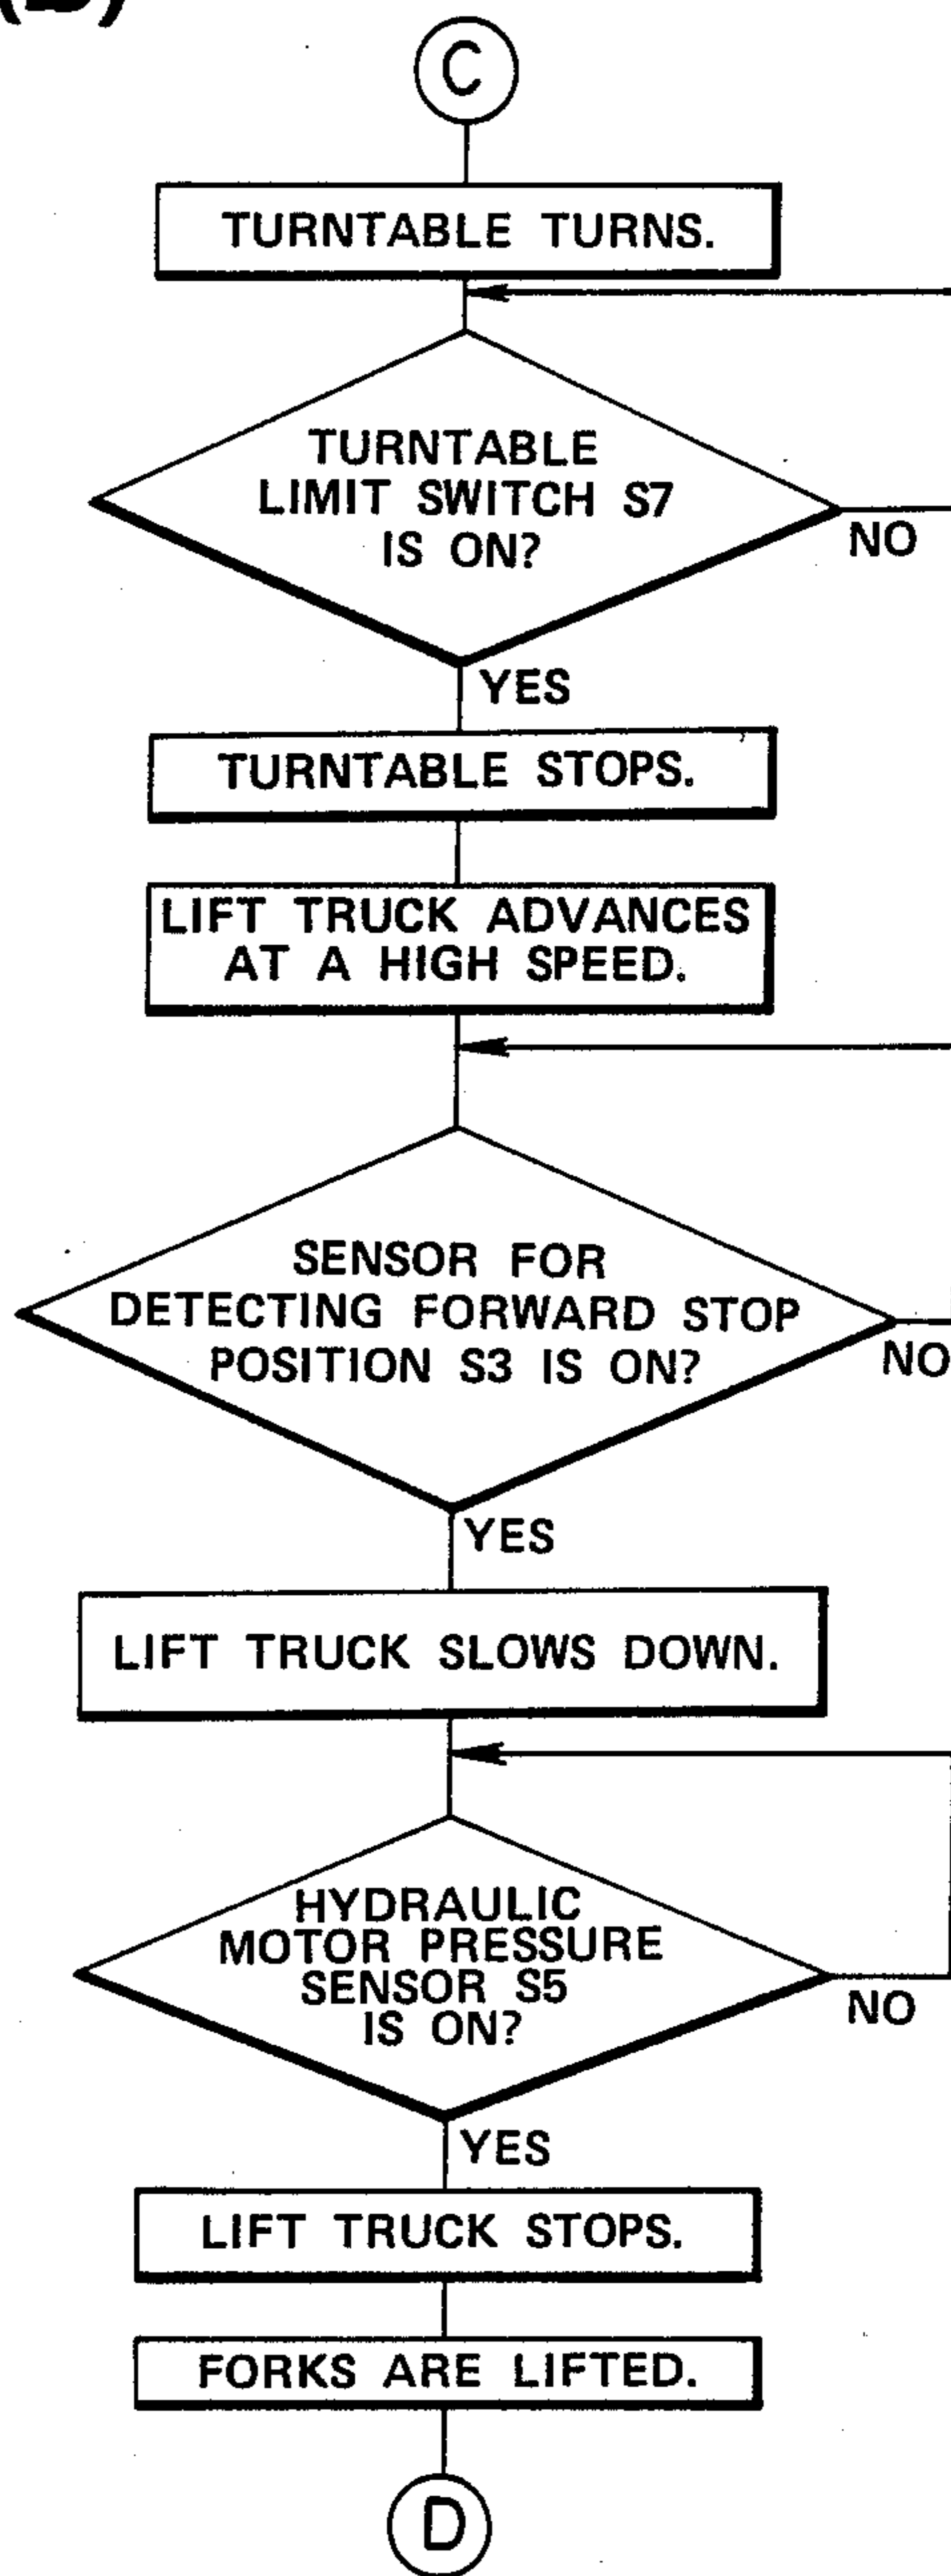 C
TURNTABLE TURNS.
TURNTABLE
LIMIT SWITCH S7
IS ON?
NO
YES
TURNTABLE STOPS.
LIFT TRUCK ADVANCES
AT A HIGH SPEED.
SENSOR FOR
DETECTING FORWARD STOP
POSITION S3 IS ON?
NO
YES
LIFT TRUCK SLOWS DOWN.
HYDRAULIC
MOTOR PRESSURE
SENSOR S5
IS ON?
NO
YES
LIFT TRUCK STOPS.
FORKS ARE LIFTED.
D